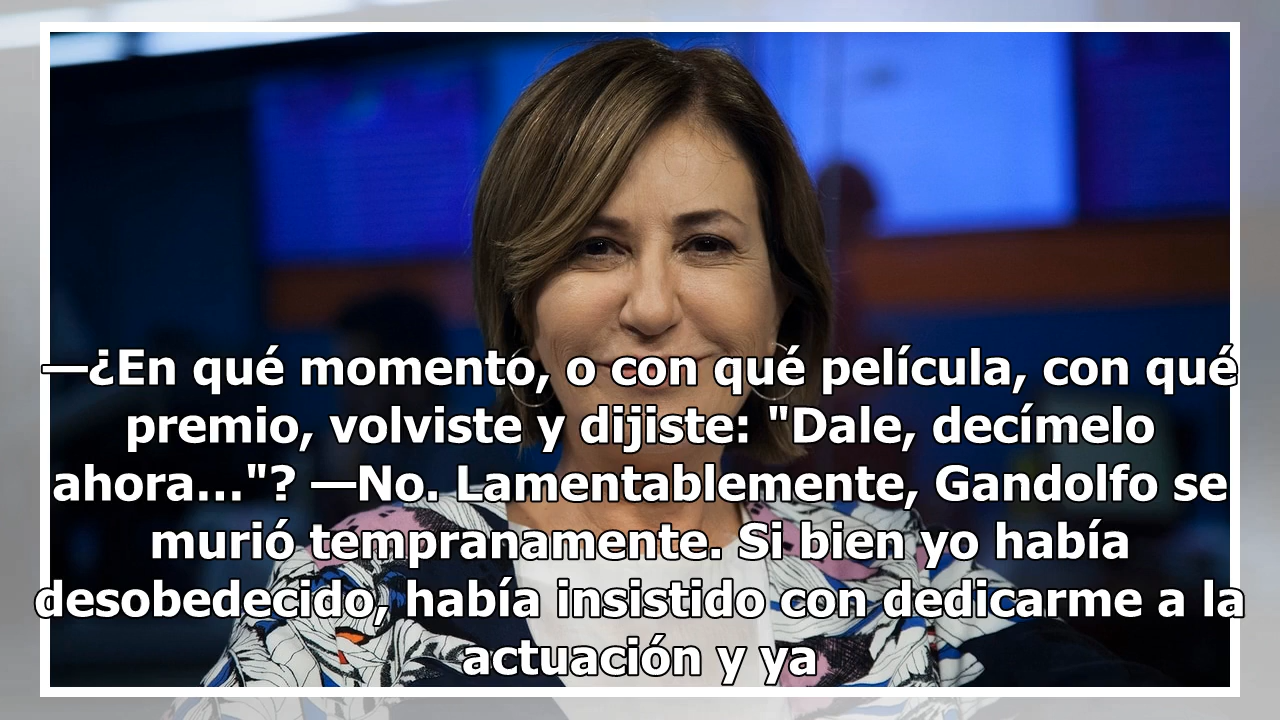 —¿En qué momento, o con qué película, con qué
premio, volviste y dijiste: "Dale, decímelo
ahora…"? —No. Lamentablemente, Gandolfo se
murió tempranamente. Si bien yo había
desobedecido, había insistido con dedicarme a la
actuación y ya